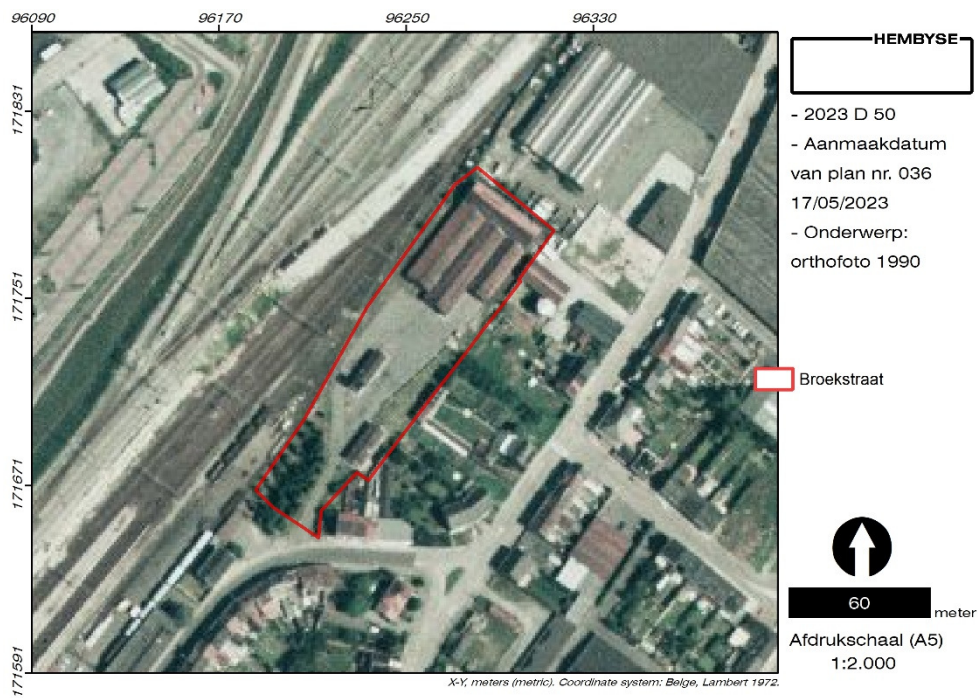 96090 96170 96250 96330
171831
171751
171671
171591
HEMBYSE
- 2023 D 50
- Aanmaakdatum
van plan nr. 036
17/05/2023
- Onderwerp:
orthofoto 1990
Broekstraat
60 meter
Afdrukschaal (A5)
1:2.000
X-Y, meters (metric). Coordinate system: Belge, Lambert 1972.